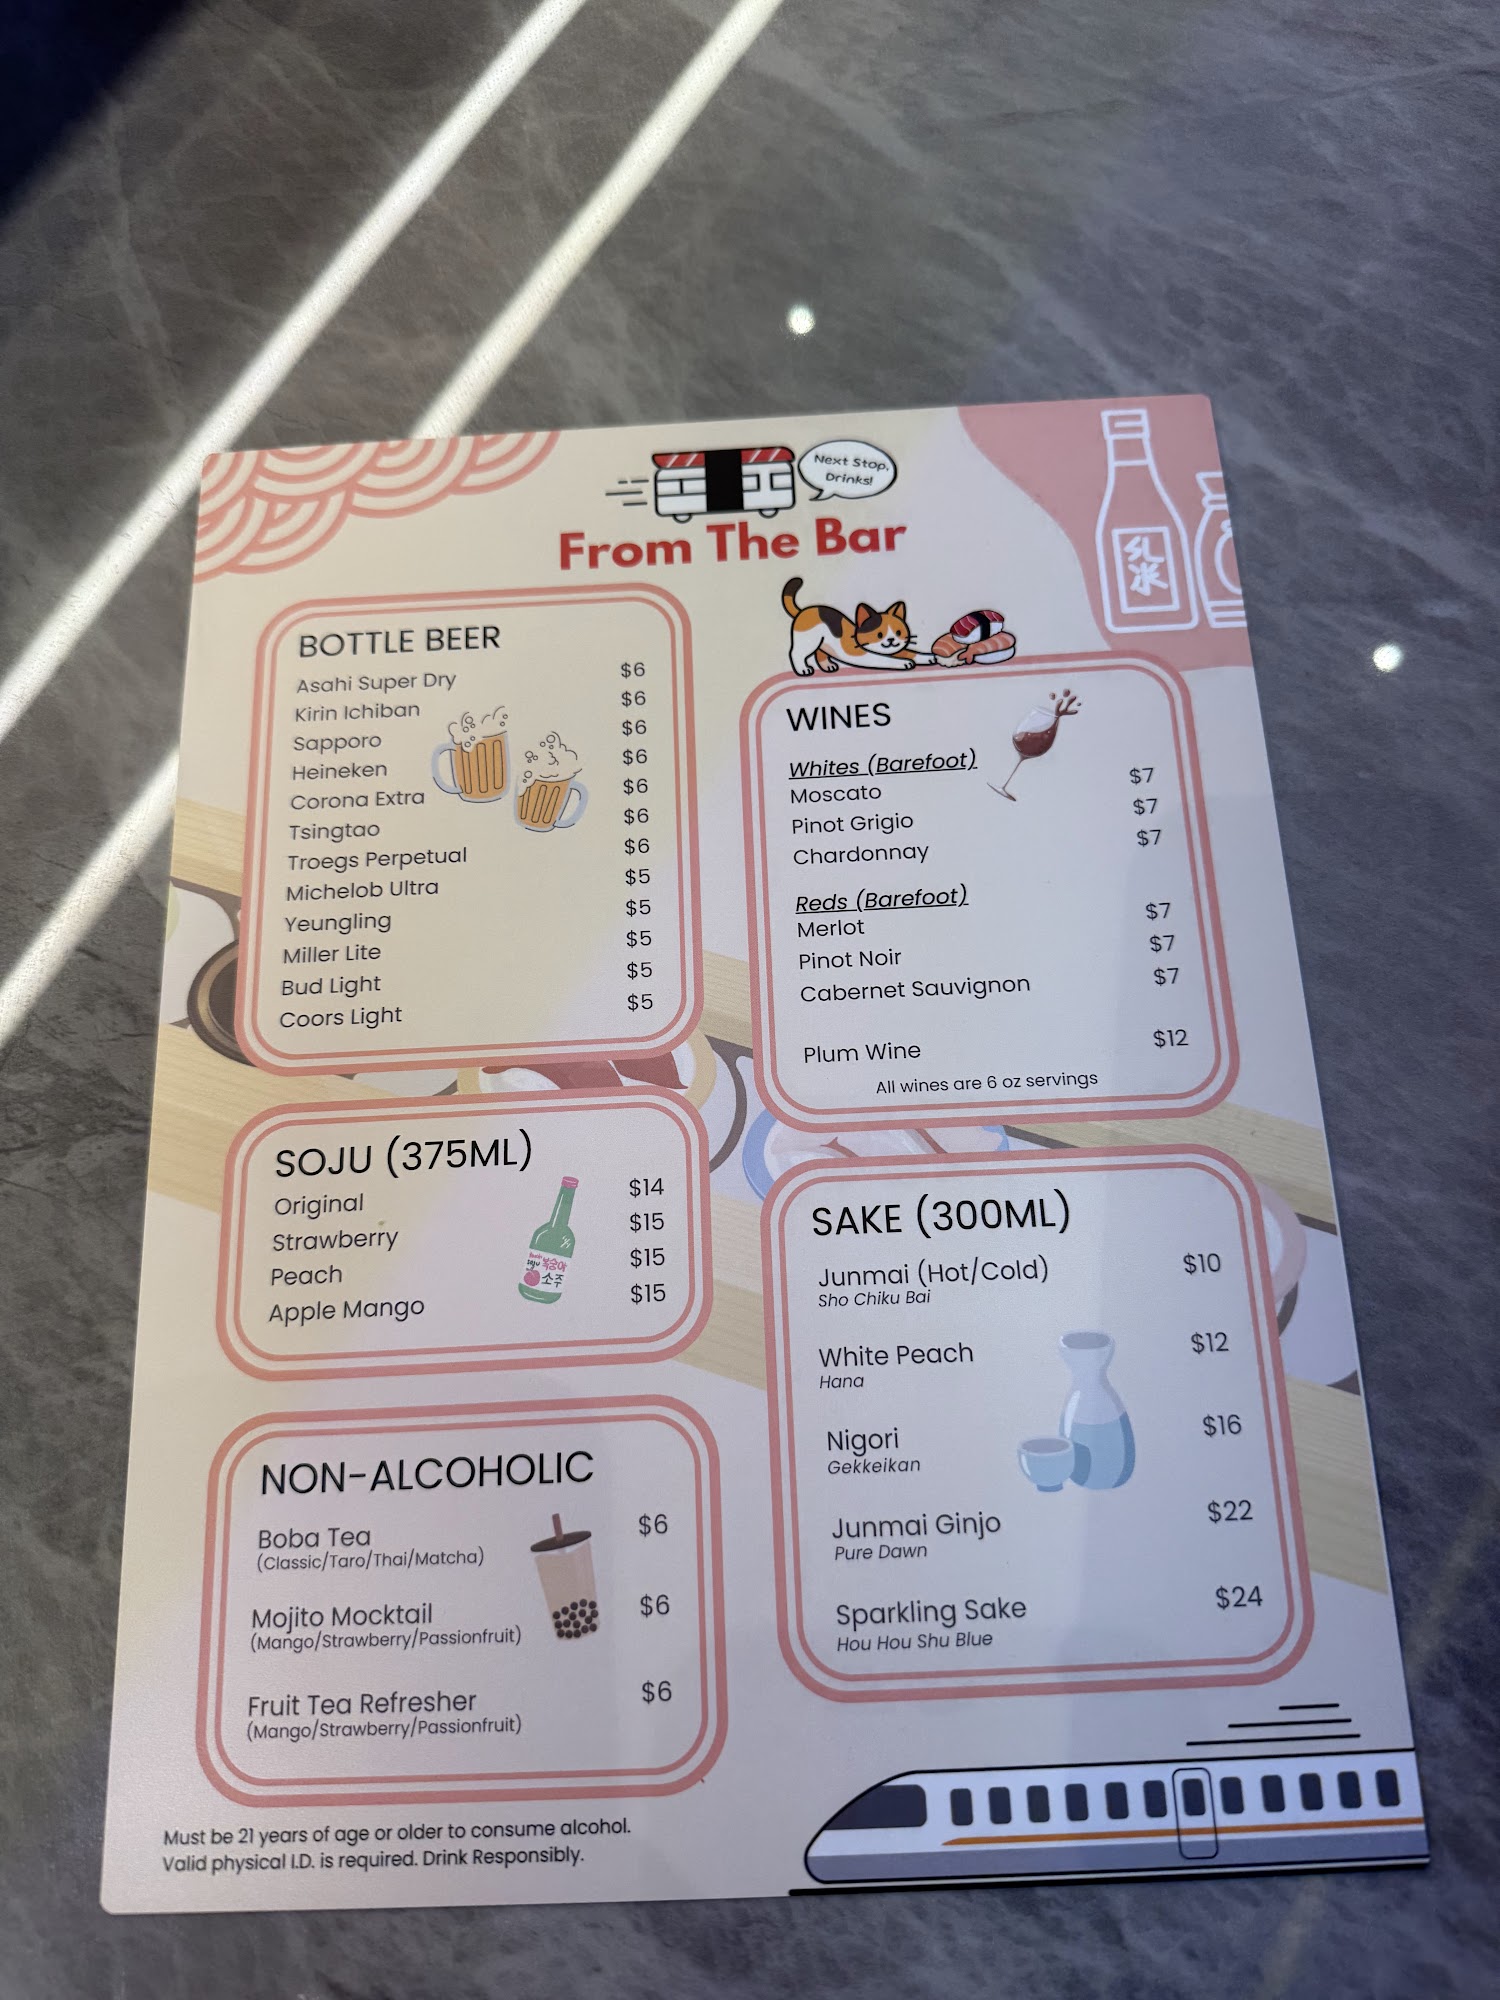 Next Stop,
Drinks!
From The Bar
BOTTLE BEER
Asahi Super Dry $6
Kirin Ichiban $6
Sapporo $6
Heineken $6
Corona Extra $6
Tsingtao $6
Troegs Perpetual $6
Michelob Ultra $5
Yeungling $5
Miller Lite $5
Bud Light $5
Coors Light $5
SOJU (375ML)
Original $14
Strawberry $15
Peach $15
Apple Mango $15
복숭아
소주
NON-ALCOHOLIC
Boba Tea $6
(Classic/Taro/Thai/Matcha)
Mojito Mocktail $6
(Mango/Strawberry/Passionfruit)
Fruit Tea Refresher $6
(Mango/Strawberry/Passionfruit)
WINES
Whites (Barefoot)
Moscato $7
Pinot Grigio $7
Chardonnay $7
Reds (Barefoot)
Merlot $7
Pinot Noir $7
Cabernet Sauvignon $7
Plum Wine $12
All wines are 6 oz servings
SAKE (300ML)
Junmai (Hot/Cold) $10
Sho Chiku Bai
White Peach $12
Hana
Nigori $16
Gekkeikan
Junmai Ginjo $22
Pure Dawn
Sparkling Sake $24
Hou Hou Shu Blue
Must be 21 years of age or older to consume alcohol.
Valid physical I.D. is required. Drink Responsibly.